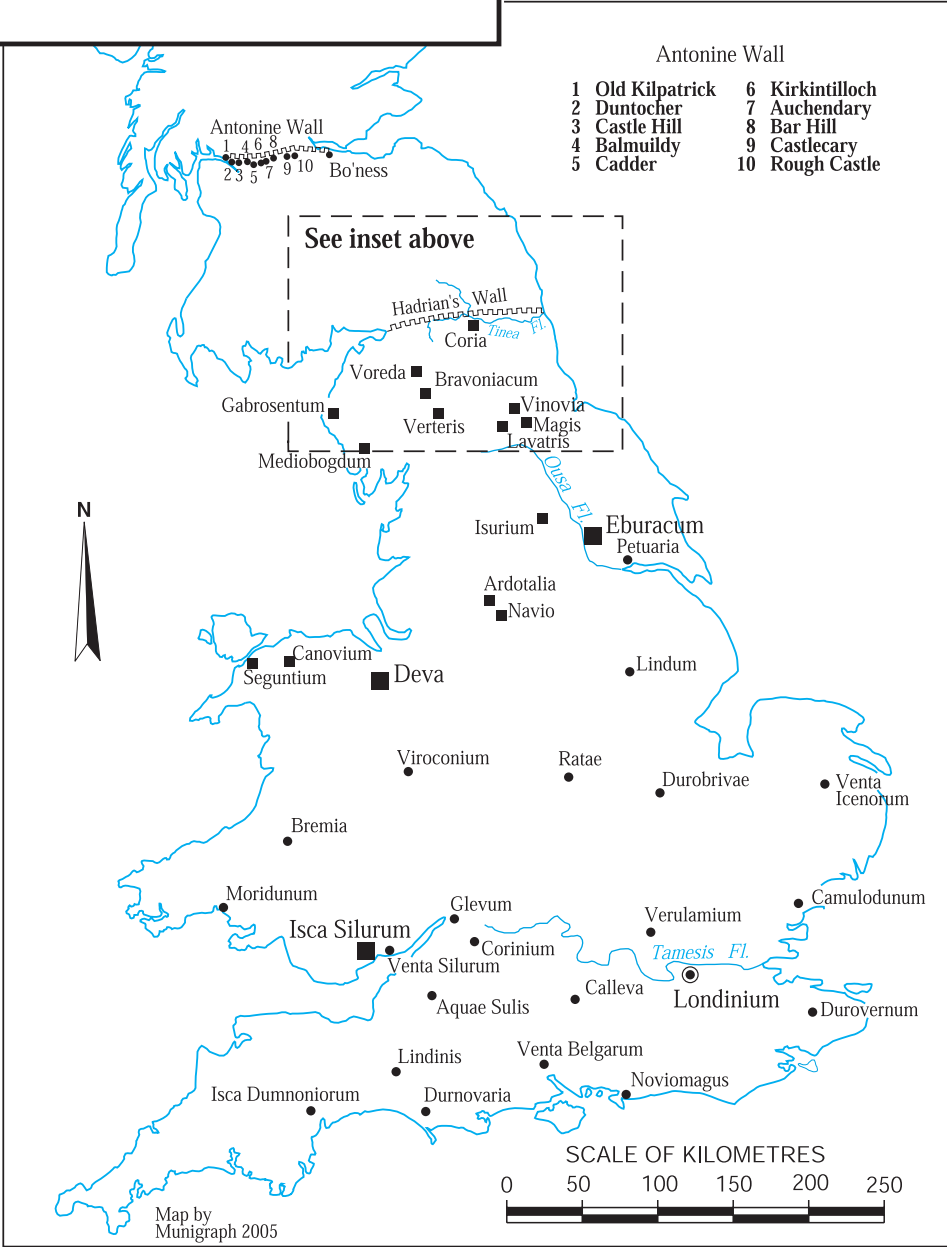 Antonine Wall
1 Old Kilpatrick 6 Kirkintilloch
2 Duntocher 7 Auchendary
3 Castle Hill 8 Bar Hill
4 Balmuildy 9 Castlecary
5 Cadder 10 Rough Castle
Antonine Wall
1 4 6 8
2 3 5 7 9 10
Bo'ness
See inset above
Hadrian's Wall
Tinea Fl.
Coria
Voreda
Bravoniacum
Gabrosentum
Verteris
Vinovia
Magis
Lavatris
Mediobogdum
N
Ousa Fl.
Isurium
Eburacum
Petuaria
Ardotalia
Navio
Canovium
Seguntium
Deva
Lindum
Viroconium
Ratae
Durobrivae
Venta
Icenorum
Bremia
Moridunum
Glevum
Camulodunum
Isca Silurum
Verulamium
Corinium
Venta Silurum
Tamesis Fl.
Calleva
Londinium
Aquae Sulis
Durovernum
Lindinis
Venta Belgarum
Isca Dumnoniorum
Durnovaria
Noviomagus
SCALE OF KILOMETRES
0 50 100 150 200 250
Map by
Munigraph 2005